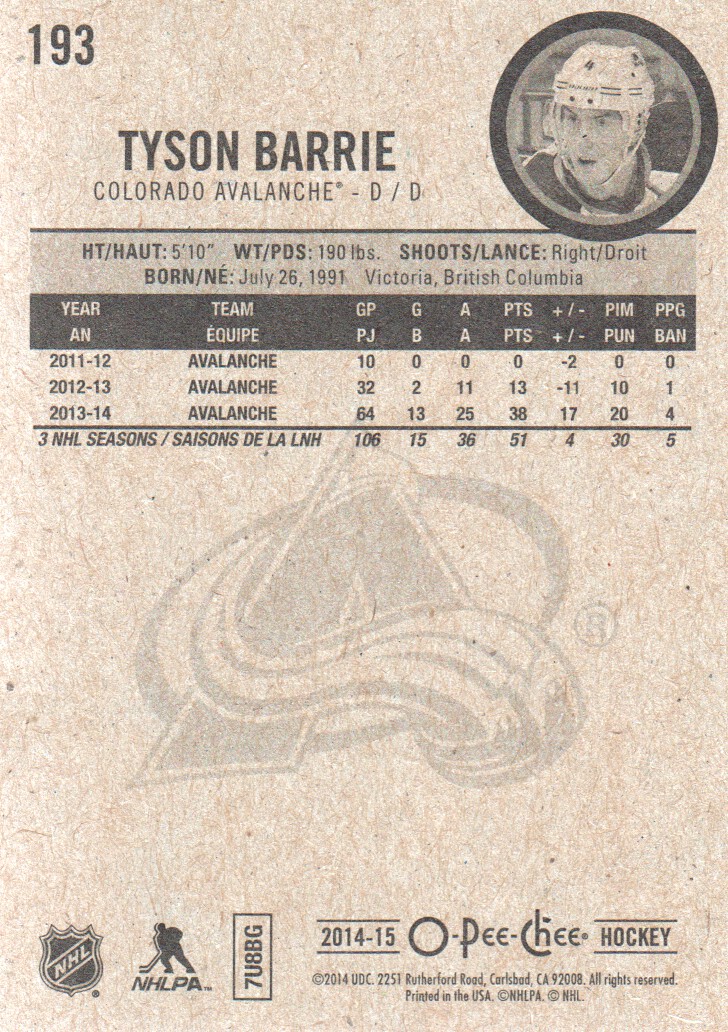 193
TYSON BARRIE
COLORADO AVALANCHE® - D / D
HT/HAUT: 5'10" WT/PDS: 190 lbs. SHOOTS/LANCE: Right/Droit
BORN/NÉ: July 26, 1991 Victoria, British Columbia
YEAR TEAM GP G A PTS +/- PIM PPG
AN ÉQUIPE PJ B A PTS +/- PUN BAN
2011-12 AVALANCHE 10 0 0 0 -2 0 0
2012-13 AVALANCHE 32 2 11 13 -11 10 1
2013-14 AVALANCHE 64 13 25 38 17 20 4
3 NHL SEASONS / SAISONS DE LA LNH 106 15 36 51 4 30 5
®
NHL ®
NHLPA™
7U8BG
2014-15 O-Pee-Chee® HOCKEY
©2014 UDC. 2251 Rutherford Road, Carlsbad, CA 92008. All rights reserved.
Printed in the USA. ©NHLPA. © NHL.